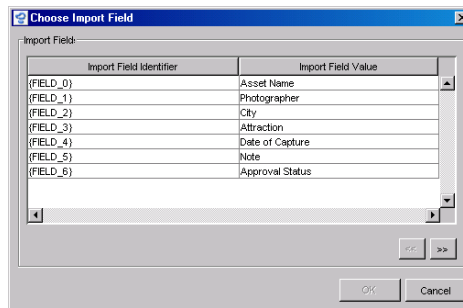 Choose Import Field
Import Field:
Import Field Identifier Import Field Value
{FIELD_0} Asset Name
{FIELD_1} Photographer
{FIELD_2} City
{FIELD_3} Attraction
{FIELD_4} Date of Capture
{FIELD_5} Note
{FIELD_6} Approval Status
<< >>
OK Cancel